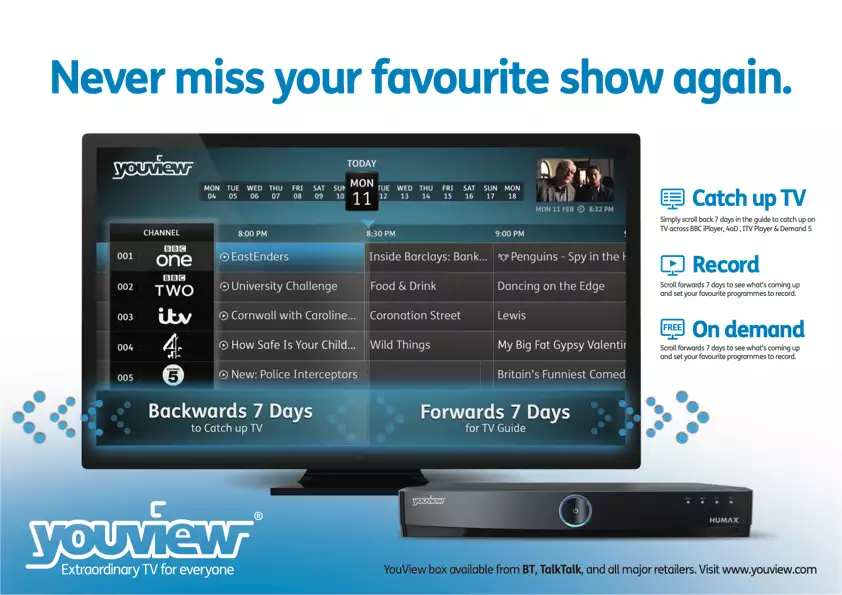 Never miss your favourite show again.
youview
TODAY
MON TUE WED THU FRI SAT SUN MON TUE WED THU FRI SAT SUN MON
04 05 06 07 08 09 10 11 12 13 14 15 16 17 18
MON 11 FEB 8:32 PM
CHANNEL 8:00 PM 8:30 PM 9:00 PM 9
001 BBC one EastEnders Inside Barclays: Bank... Penguins - Spy in the H
002 BBC TWO University Challenge Food & Drink Dancing on the Edge
003 itv Cornwall with Caroline... Coronation Street Lewis
004 4 How Safe Is Your Child... Wild Things My Big Fat Gypsy Valentin
005 5 New: Police Interceptors Britain's Funniest Comed
Backwards 7 Days
to Catch up TV
Forwards 7 Days
for TV Guide
Catch up TV
Simply scroll back 7 days in the guide to catch up on
TV across BBC iPlayer, 4oD , ITV Player & Demand 5
Record
Scroll forwards 7 days to see what's coming up
and set your favourite programmes to record.
FREE
On demand
Scroll forwards 7 days to see what's coming up
and set your favourite programmes to record.
youview
HUMAX
youview®
Extraordinary TV for everyone
YouView box available from BT, TalkTalk, and all major retailers. Visit www.youview.com